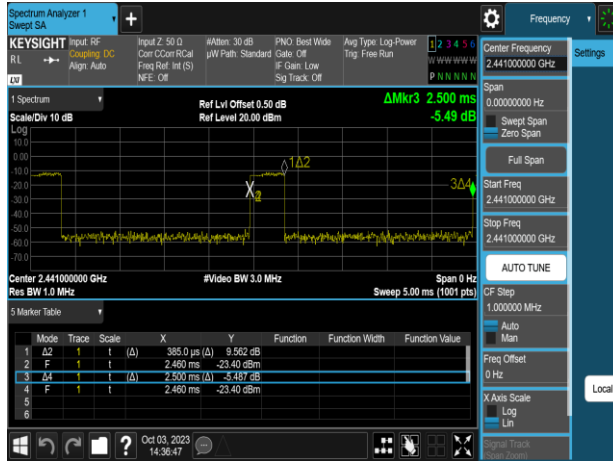 Spectrum Analyzer 1
Swept SA
+
Frequency
KEYSIGHT
RL
LXI
Input: RF
Coupling: DC
Align: Auto
Input Z: 50 Ω
Corr CCorr RCal
Freq Ref: Int (S)
NFE: Off
#Atten: 30 dB
µW Path: Standard
PNO: Best Wide
Gate: Off
IF Gain: Low
Sig Track: Off
Avg Type: Log-Power
Trig: Free Run
1 2 3 4 5 6
W W W W W W
P N N N N N
Center Frequency
2.441000000 GHz
Settings
1 Spectrum
Scale/Div 10 dB
Ref Lvl Offset 0.50 dB
Ref Level 20.00 dBm
ΔMkr3 2.500 ms
-5.49 dB
Span
0.00000000 Hz
Swept Span
Zero Span
Full Span
Start Freq
2.441000000 GHz
Stop Freq
2.441000000 GHz
AUTO TUNE
CF Step
1.000000 MHz
Auto
Man
Freq Offset
0 Hz
X Axis Scale
Log
Lin
Signal Track
(Span Zoom)
Local
Log
10.0
0.00
-10.0
-20.0
-30.0
-40.0
-50.0
-60.0
-70.0
1Δ2
3Δ4
Center 2.441000000 GHz
Res BW 1.0 MHz
#Video BW 3.0 MHz
Span 0 Hz
Sweep 5.00 ms (1001 pts)
5 Marker Table
Mode Trace Scale X Y Function Function Width Function Value
1 Δ2 1 t (Δ) 385.0 µs (Δ) 9.562 dB
2 F 1 t 2.460 ms -23.40 dBm
3 Δ4 1 t (Δ) 2.500 ms (Δ) -5.487 dB
4 F 1 t 2.460 ms -23.40 dBm
5
6
?
Oct 03, 2023
14:36:47